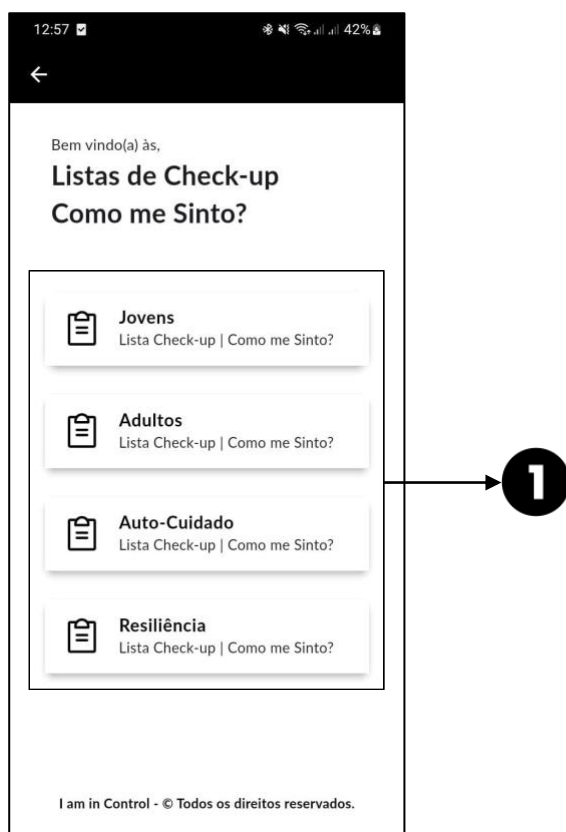 12:57 42%
Bem vindo(a) às,
Listas de Check-up
Como me Sinto?
Jovens
Lista Check-up | Como me Sinto?
Adultos
Lista Check-up | Como me Sinto?
Auto-Cuidado
Lista Check-up | Como me Sinto?
Resiliência
Lista Check-up | Como me Sinto?
1
I am in Control - © Todos os direitos reservados.